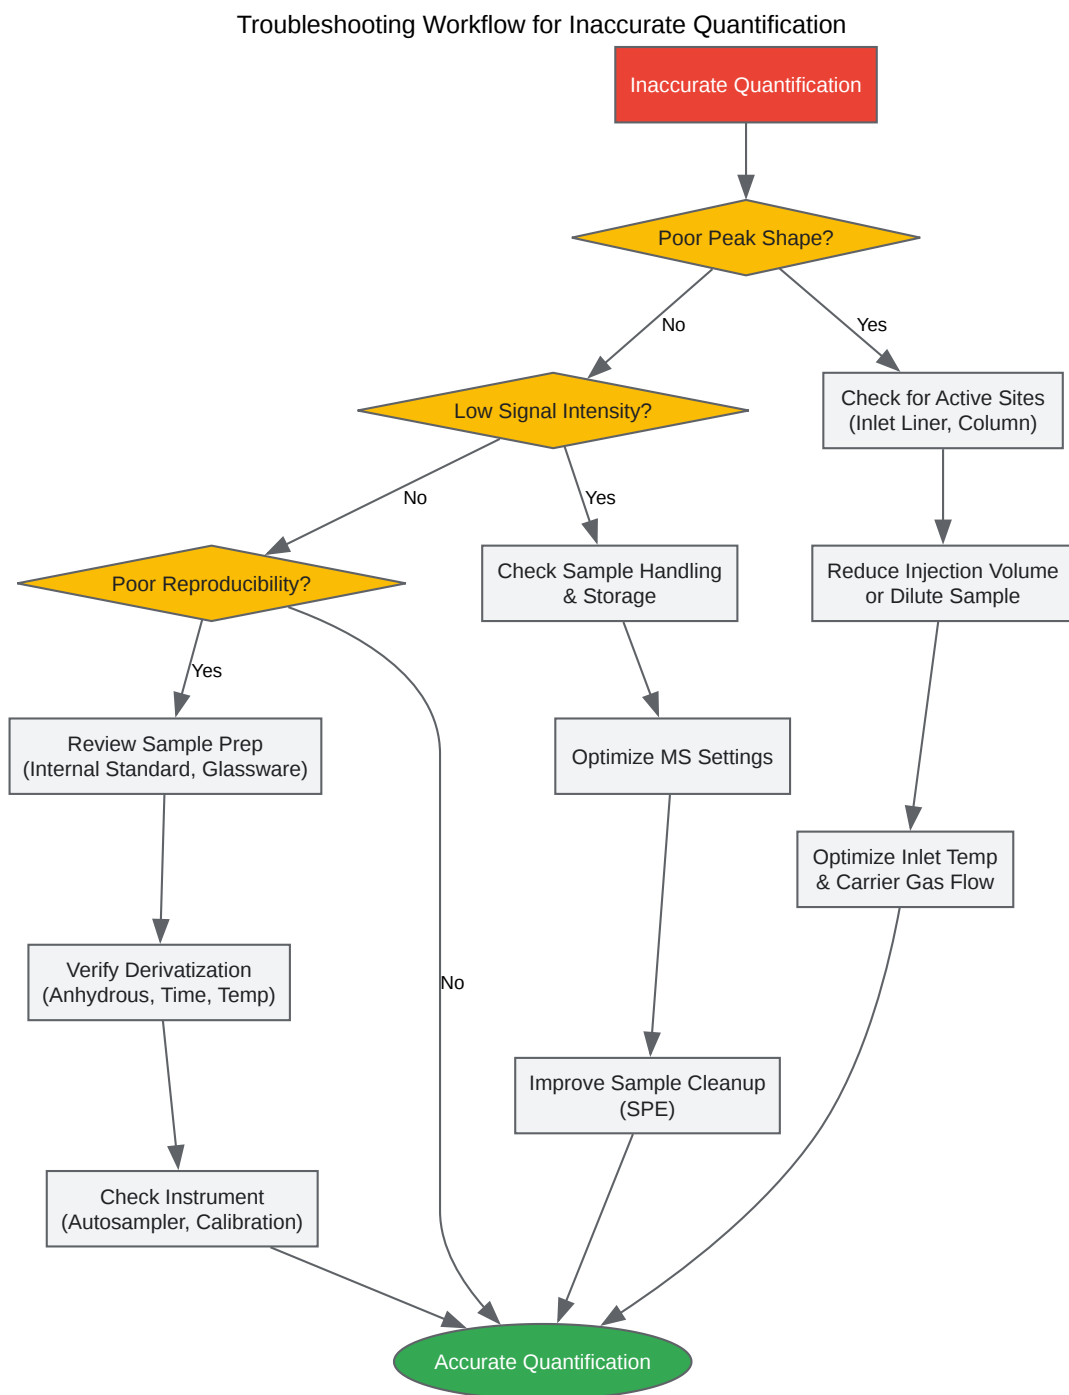 Troubleshooting Workflow for Inaccurate Quantification
Inaccurate Quantification
Poor Peak Shape?
No
Yes
Low Signal Intensity?
Check for Active Sites
(Inlet Liner, Column)
No
Yes
Poor Reproducibility?
Check Sample Handling
& Storage
Reduce Injection Volume
or Dilute Sample
Yes
Review Sample Prep
(Internal Standard, Glassware)
Optimize MS Settings
Optimize Inlet Temp
& Carrier Gas Flow
Verify Derivatization
(Anhydrous, Time, Temp)
No
Improve Sample Cleanup
(SPE)
Check Instrument
(Autosampler, Calibration)
Accurate Quantification